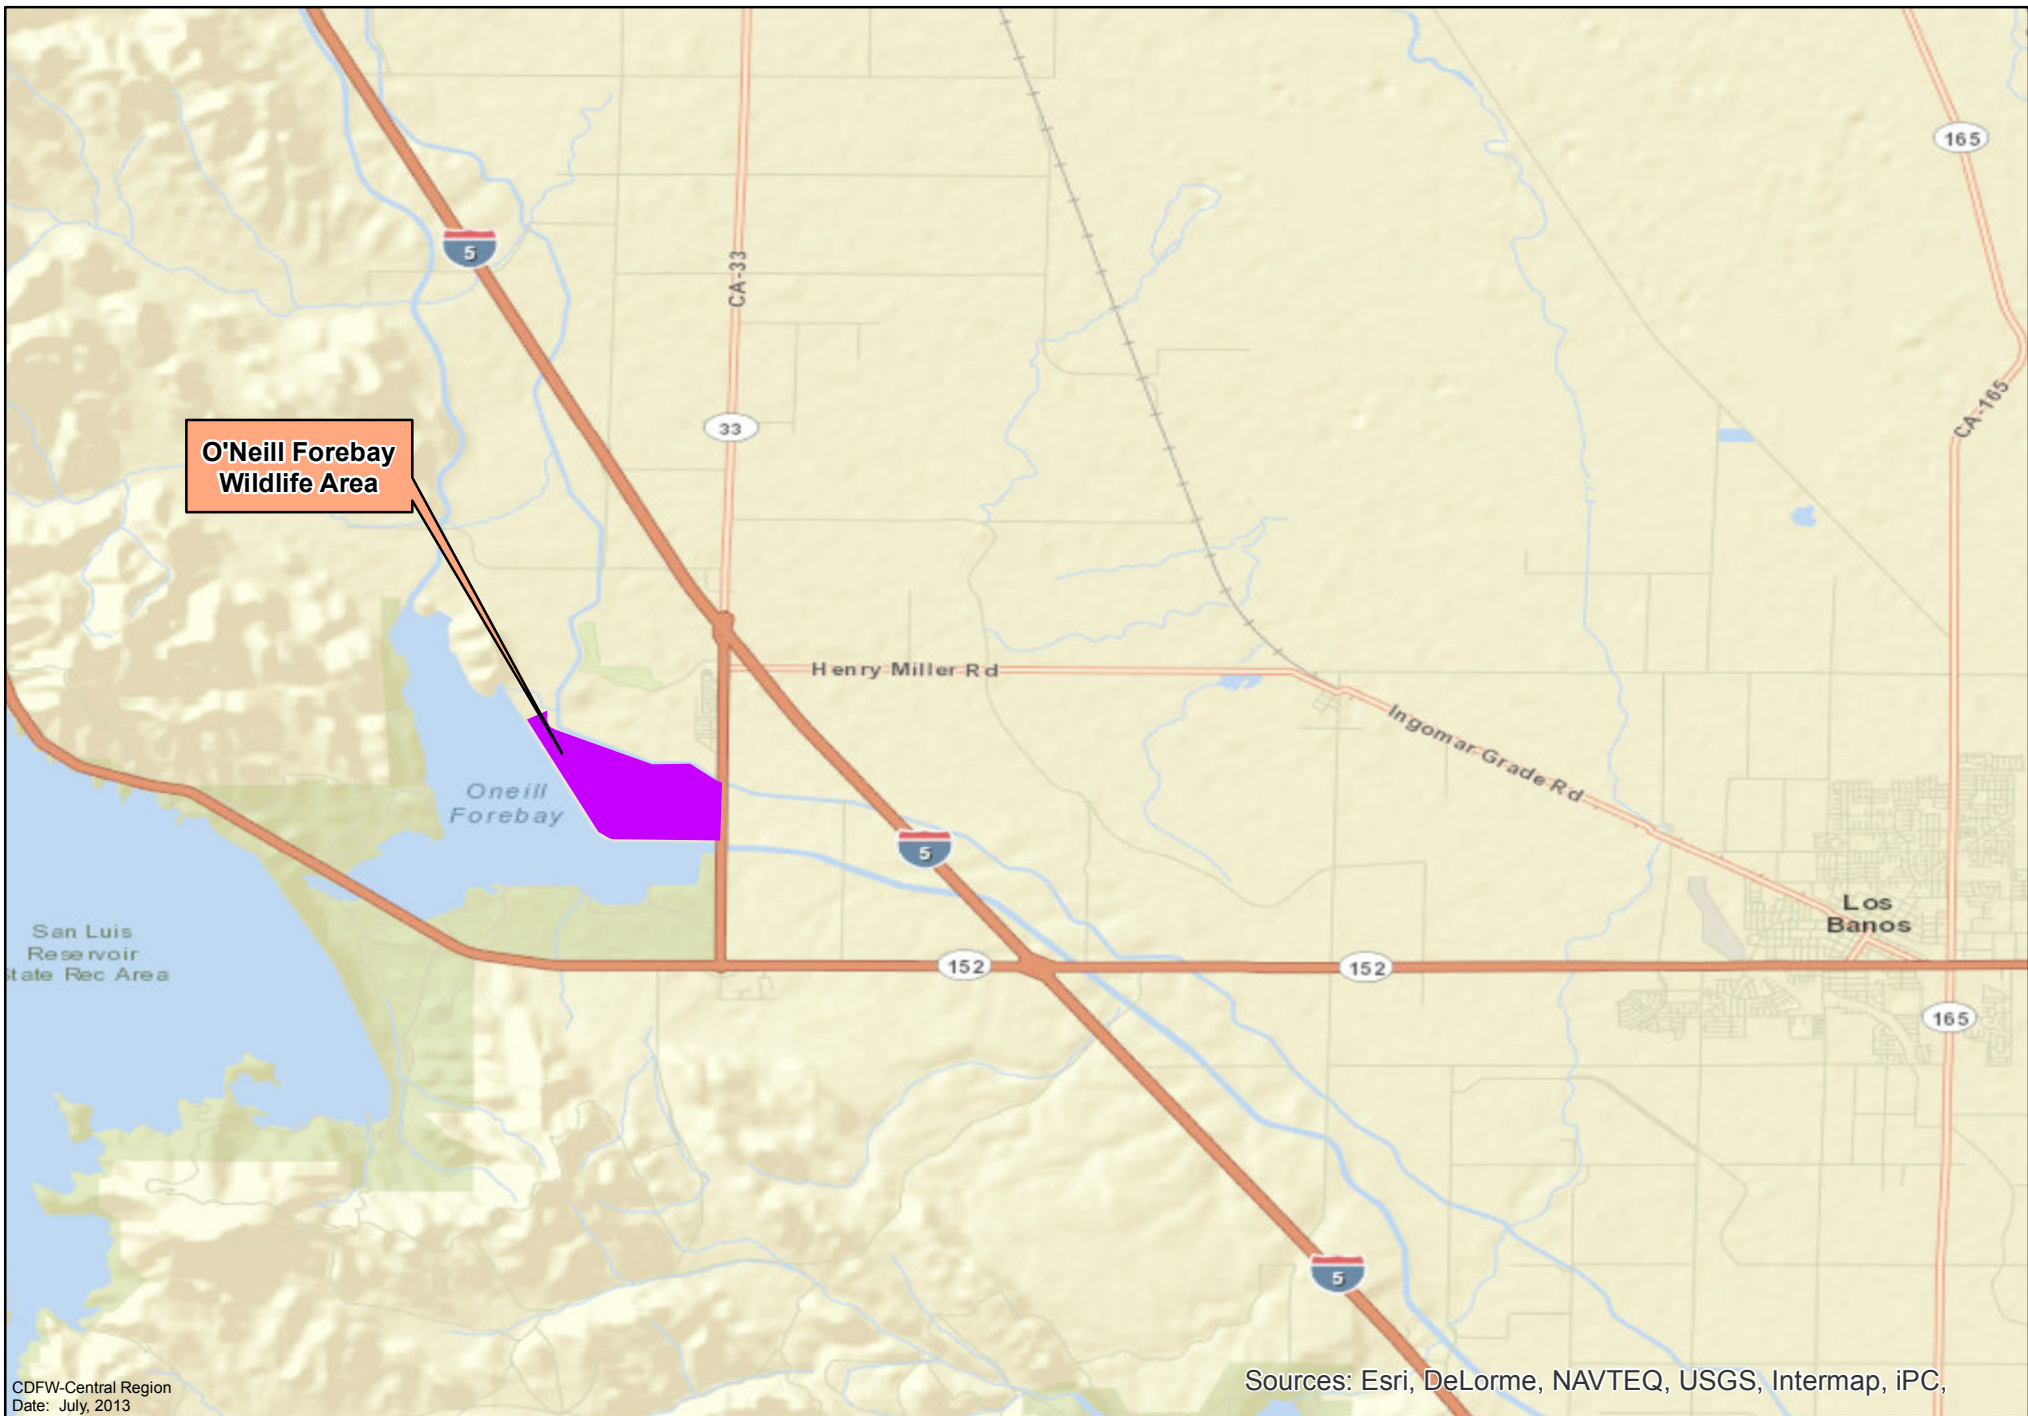 165
5
CA-33
CA-165
33
O'Neill Forebay
Wildlife Area
Henry Miller Rd
Ingomar Grade Rd
Oneill
Forebay
5
Los
Banos
San Luis
Reservoir
State Rec Area
152
152
165
5
Sources: Esri, DeLorme, NAVTEQ, USGS, Intermap, iPC,
CDFW-Central Region
Date: July, 2013